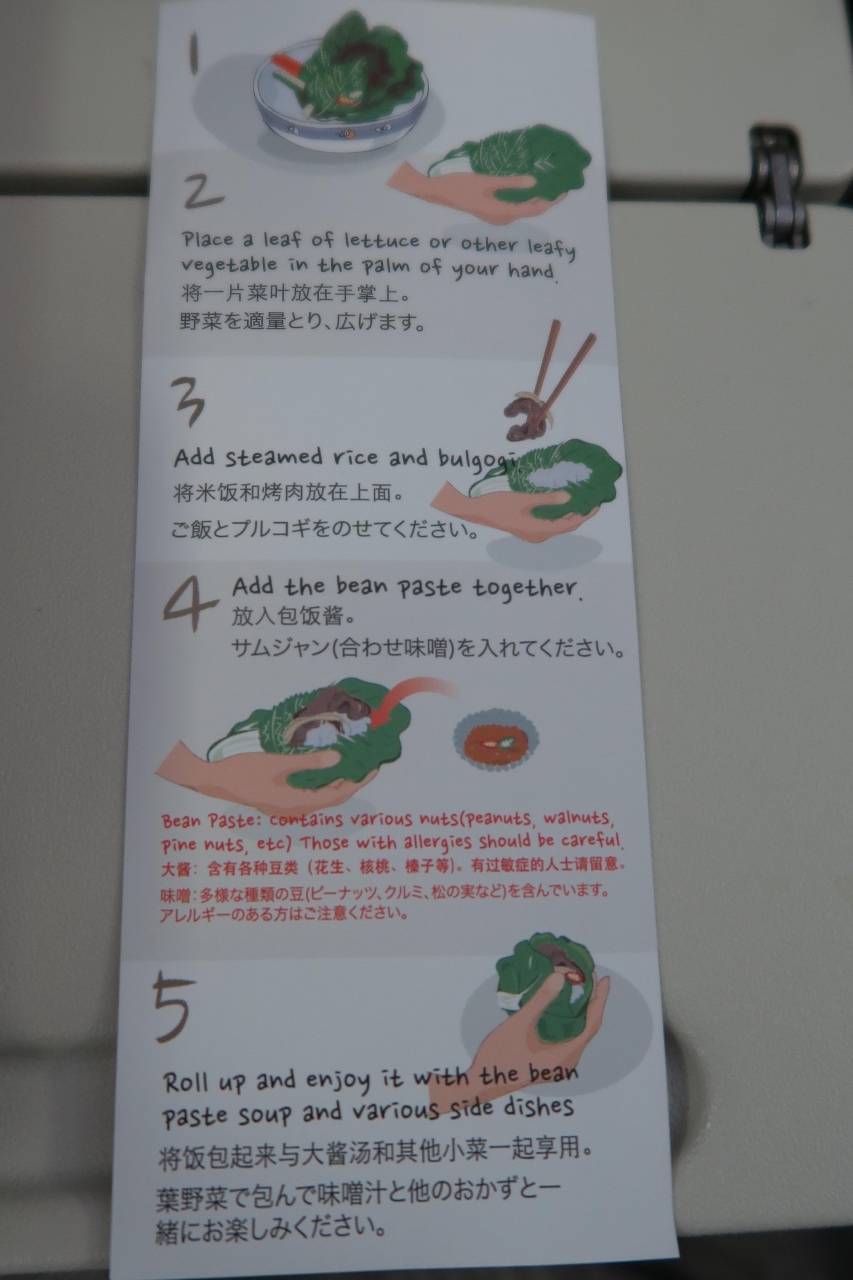 1
2
Place a leaf of lettuce or other leafy
vegetable in the palm of your hand.
将一片菜叶放在手掌上。
野菜を適量とり、広げます。
3
Add steamed rice and bulgogi
将米饭和烤肉放在上面。
ご飯とプルコギをのせてください。
4
Add the bean paste together.
放入包饭酱。
サムジャン(合わせ味噌)を入れてください。
Bean Paste: contains various nuts(peanuts, walnuts,
pine nuts, etc) Those with allergies should be careful.
大酱：含有各种豆类（花生、核桃、榛子等）。有过敏症的人士请留意。
味噌:多様な種類の豆(ピーナッツ、クルミ、松の実など)を含んでいます。
アレルギーのある方はご注意ください。
5
Roll up and enjoy it with the bean
paste soup and various side dishes
将饭包起来与大酱汤和其他小菜一起享用。
葉野菜で包んで味噌汁と他のおかずと一
緒にお楽しみください。